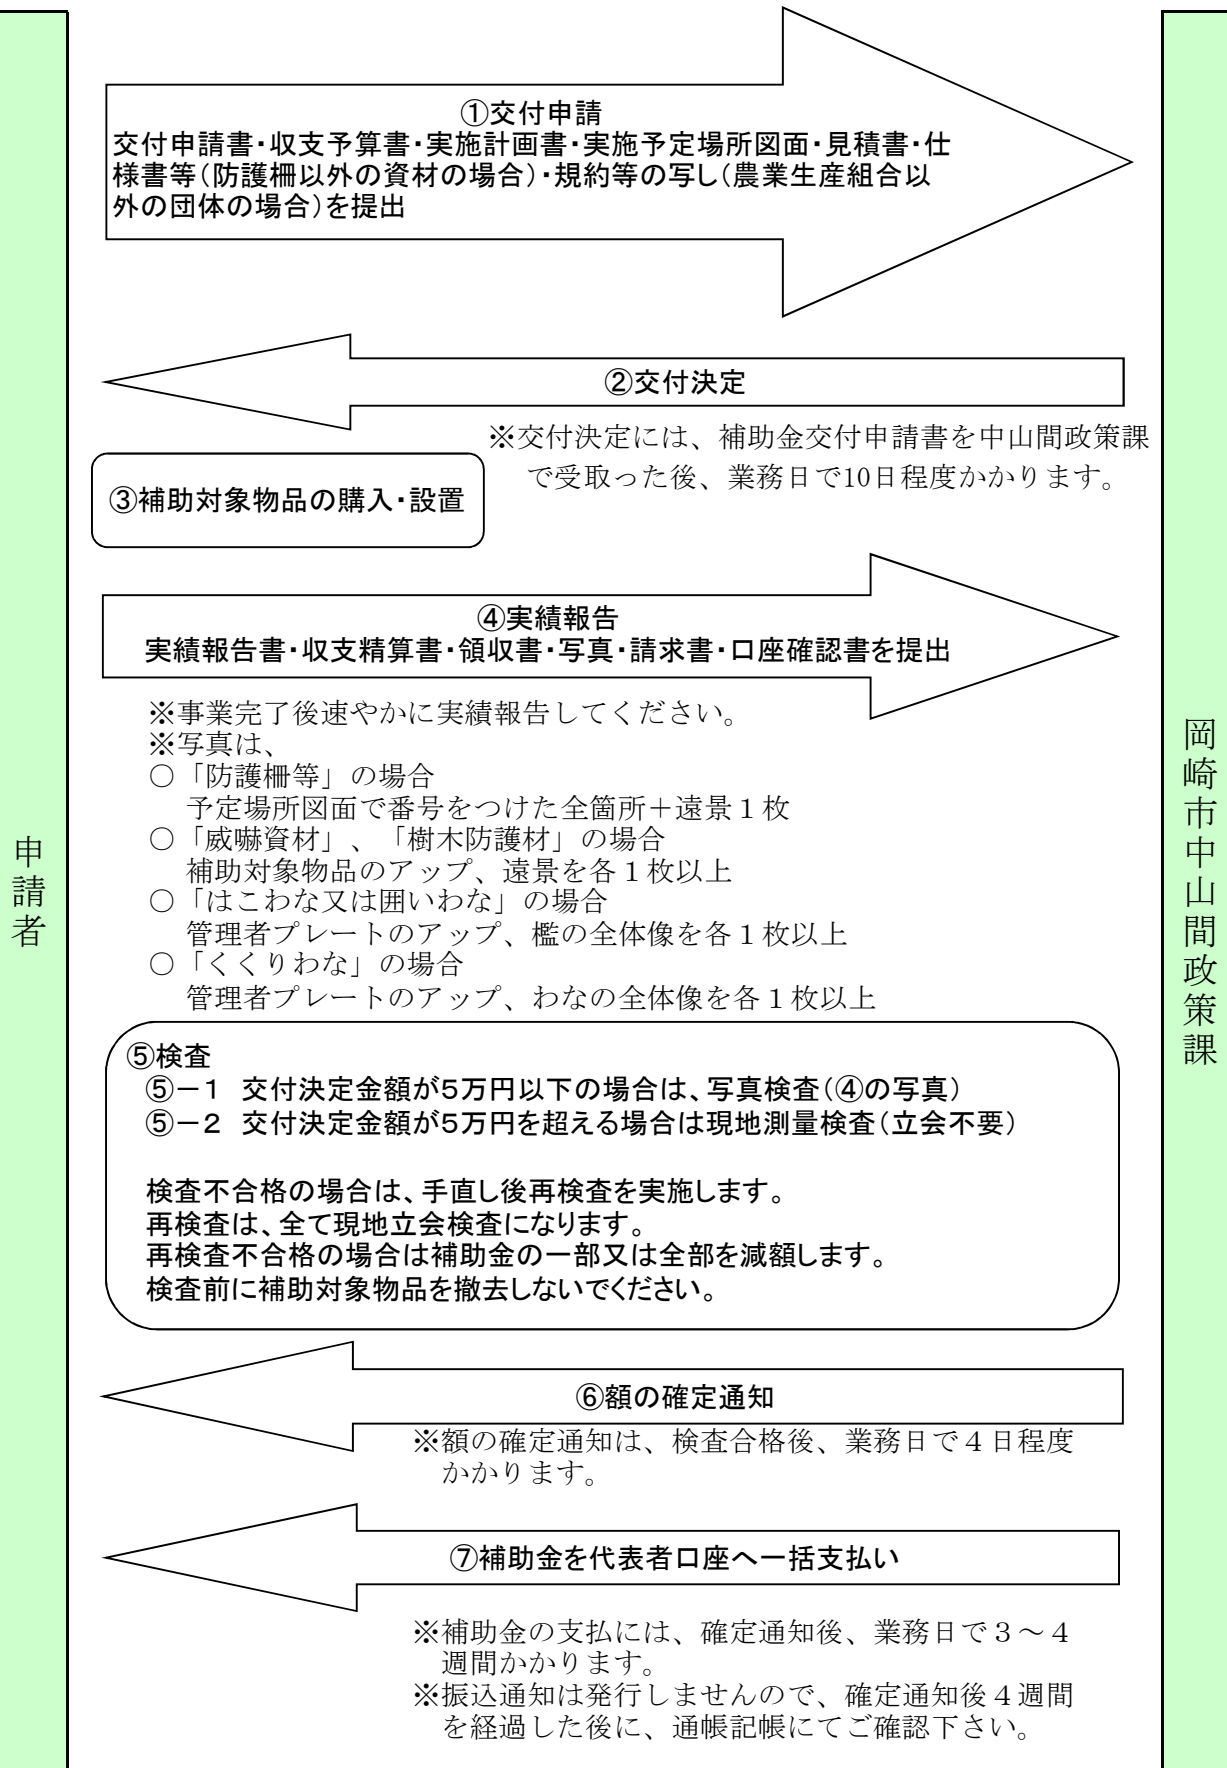 ①交付申請
交付申請書・収支予算書・実施計画書・実施予定場所図面・見積書・仕
様書等(防護柵以外の資材の場合)・規約等の写し(農業生産組合以
外の団体の場合)を提出
②交付決定
※交付決定には、補助金交付申請書を中山間政策課
で受取った後、業務日で10日程度かかります。
③補助対象物品の購入・設置
④実績報告
実績報告書・収支精算書・領収書・写真・請求書・口座確認書を提出
※事業完了後速やかに実績報告してください。
※写真は、
○「防護柵等」の場合
予定場所図面で番号をつけた全箇所＋遠景１枚
○「威嚇資材」、「樹木防護材」の場合
補助対象物品のアップ、遠景を各１枚以上
○「はこわな又は囲いわな」の場合
管理者プレートのアップ、檻の全体像を各１枚以上
○「くくりわな」の場合
管理者プレートのアップ、わなの全体像を各１枚以上
⑤検査
⑤－１　交付決定金額が５万円以下の場合は、写真検査(④の写真)
⑤－２　交付決定金額が５万円を超える場合は現地測量検査(立会不要)
検査不合格の場合は、手直し後再検査を実施します。
再検査は、全て現地立会検査になります。
再検査不合格の場合は補助金の一部又は全部を減額します。
検査前に補助対象物品を撤去しないでください。
⑥額の確定通知
※額の確定通知は、検査合格後、業務日で４日程度
かかります。
⑦補助金を代表者口座へ一括支払い
※補助金の支払には、確定通知後、業務日で３～４
週間かかります。
※振込通知は発行しませんので、確定通知後４週間
を経過した後に、通帳記帳にてご確認下さい。
申請者
岡崎市中山間政策課